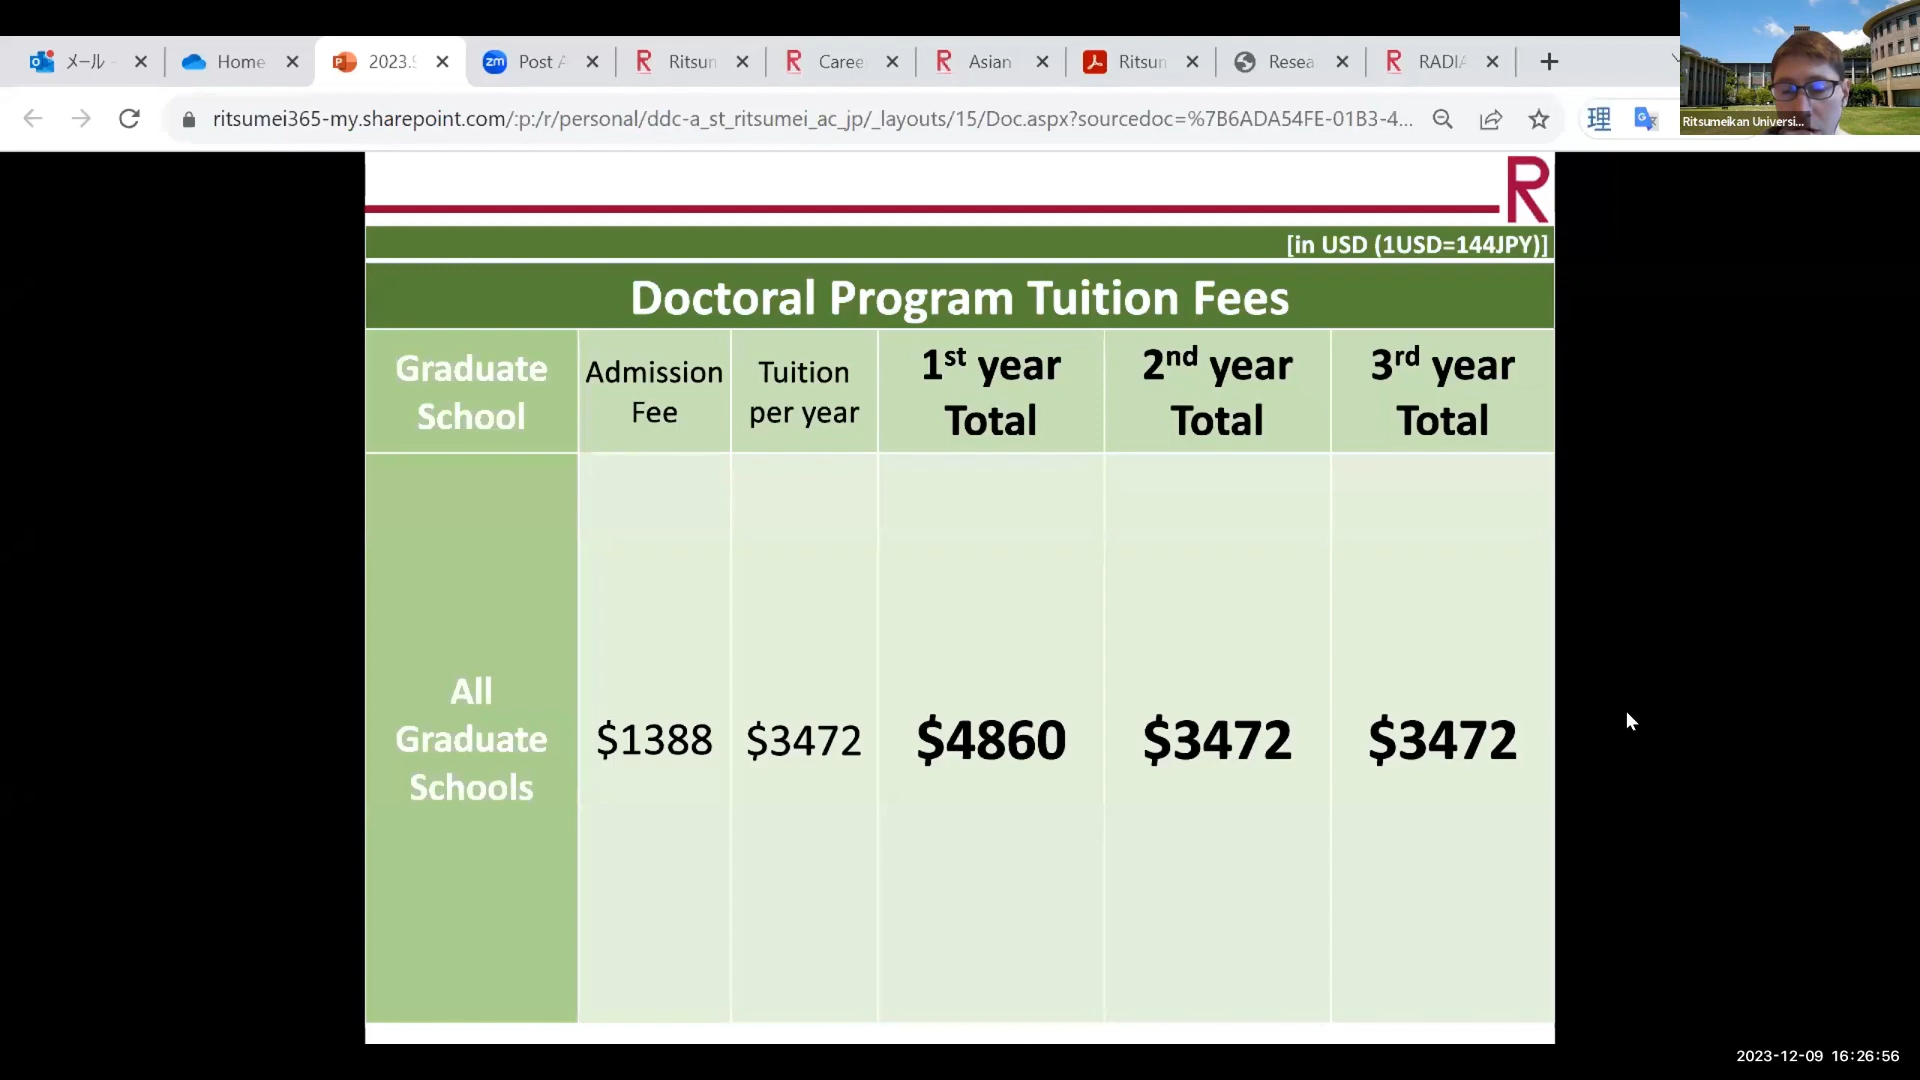 メール
Home
2023.
Post A
Ritsun
Caree
Asian
Ritsun
Resea
RADIA
ritsumei365-my.sharepoint.com/:p:/r/personal/ddc-a_st_ritsumei_ac_jp/_layouts/15/Doc.aspx?sourcedoc=%7B6ADA54FE-01B3-4...
理
Ritsumeikan Universi...
R
[in USD (1USD=144JPY)]
Doctoral Program Tuition Fees
Graduate
School
Admission
Fee
Tuition
per year
1st year
Total
2nd year
Total
3rd year
Total
All
Graduate
Schools
$1388
$3472
$4860
$3472
$3472
2023-12-09 16:26:56